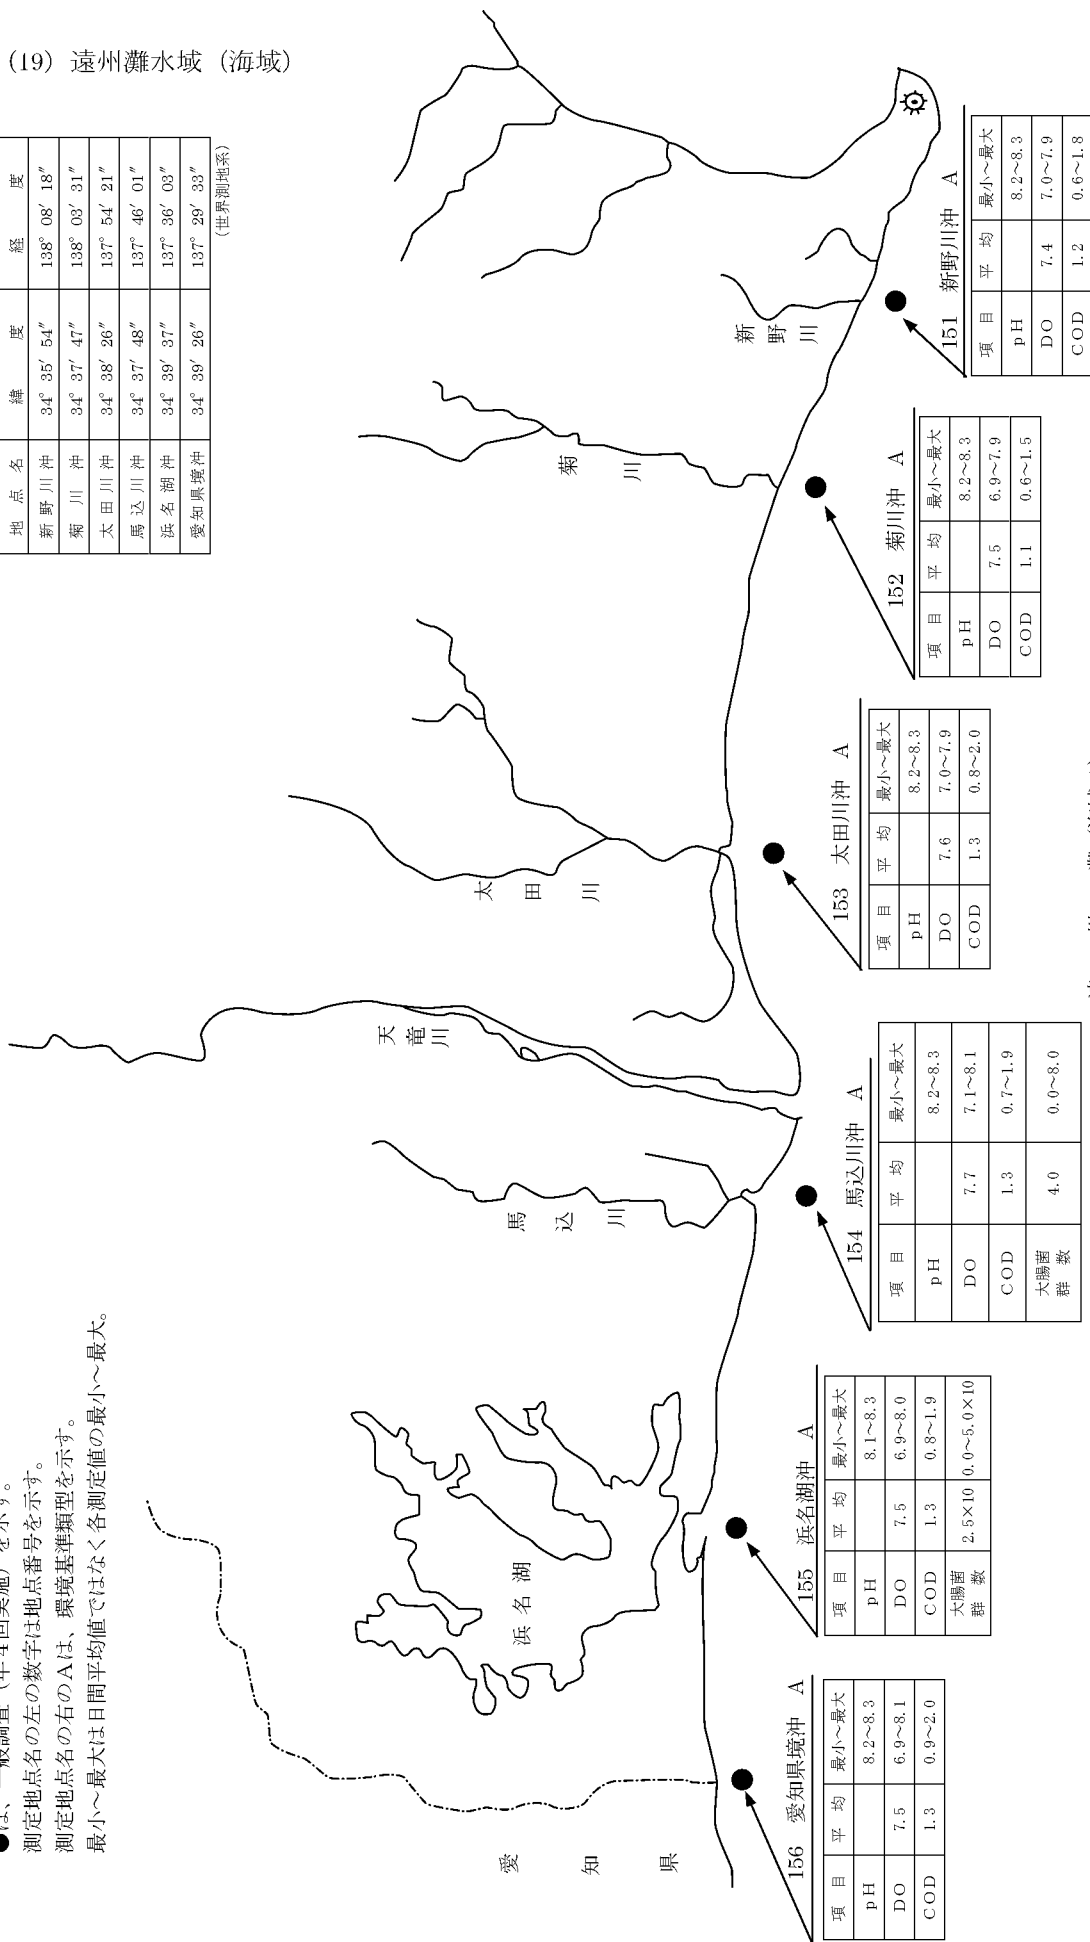 (19) 遠州灘水域 (海域)
地点名 緯度 経度
新野川沖 34° 35′ 54″ 138° 08′ 18″
菊川沖 34° 37′ 47″ 138° 03′ 31″
太田川沖 34° 38′ 26″ 137° 54′ 21″
馬込川沖 34° 37′ 48″ 137° 46′ 01″
浜名湖沖 34° 39′ 37″ 137° 36′ 03″
愛知県境沖 34° 39′ 26″ 137° 29′ 33″
(世界測地系)
●は、一般調査(年4回実施)を示す。
測定地点名の左の数字は地点番号を示す。
測定地点名の右のAは、環境基準類型を示す。
最小~最大は日間平均値ではなく各測定値の最小~最大。
愛知県
浜名湖
馬込川
天竜川
太田川
菊川
新野川
156 愛知県境沖 A
項目 平均 最小~最大
pH 8.2~8.3
DO 7.5 6.9~8.1
COD 1.3 0.9~2.0
155 浜名湖沖 A
項目 平均 最小~最大
pH 8.1~8.3
DO 7.5 6.9~8.0
COD 1.3 0.8~1.9
大腸菌群数 2.5×10 0.0~5.0×10
154 馬込川沖 A
項目 平均 最小~最大
pH 8.2~8.3
DO 7.7 7.1~8.1
COD 1.3 0.7~1.9
大腸菌群数 4.0 0.0~8.0
153 太田川沖 A
項目 平均 最小~最大
pH 8.2~8.3
DO 7.6 7.0~7.9
COD 1.3 0.8~2.0
152 菊川沖 A
項目 平均 最小~最大
pH 8.2~8.3
DO 7.5 6.9~7.9
COD 1.1 0.6~1.5
151 新野川沖 A
項目 平均 最小~最大
pH 8.2~8.3
DO 7.4 7.0~7.9
COD 1.2 0.6~1.8